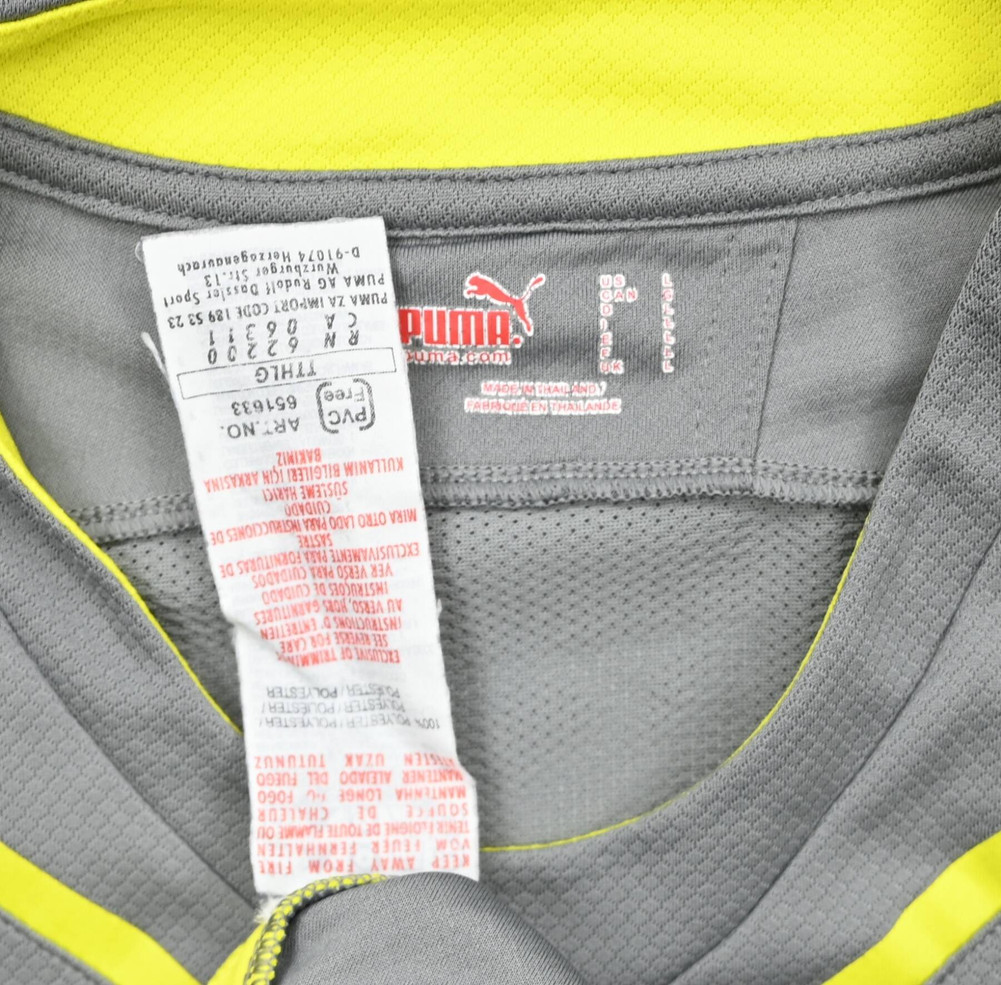 PUMA
puma.com
US L
CAN G
D L
I L
E L
F L
UK L
MADE IN THAILAND /
FABRIQUE EN THAILANDE
KEEP AWAY FROM FIRE
VOM FEUER FERNHALTEN
TENIR ELOIGNE DE TOUTE FLAMME OU
SOURCE DE CHALEUR
MANTENHA LONGE FOGO
MANTENER ALEJADO DEL FUEGO
UZAK TUTUNUZ
100% POLYESTER / POLYESTER/
POLYESTER
POLYESTER
EXCLUSIVE OF TRIMMING
SEE REVERSE FOR CARE
INSTRUCTIONS D' ENTRETIEN
AU VERSO, HORS GARNITURES
INSTRUÇÕES DE CUIDADO
VER VERSO PARA CUIDADOS
EXCLUSIVAMENTE PARA FORNITURAS DE
SASTRE
MIRA OTRO LADO PARA INSTRUCCIONES DE
CUIDADO
SÜSLEME HARICI
KULLANIM BILGILERI IÇIN ARKASINA
BAKINIZ
PVC Free ART.NO. 651633
TTHLG
RN 62200
CA 06311
PUMA ZA IMPORT CODE 189 53 23
PUMA AG Rudolf Dassler Sport
Wurzburger Str.13
D-91074 Herzogenaurach